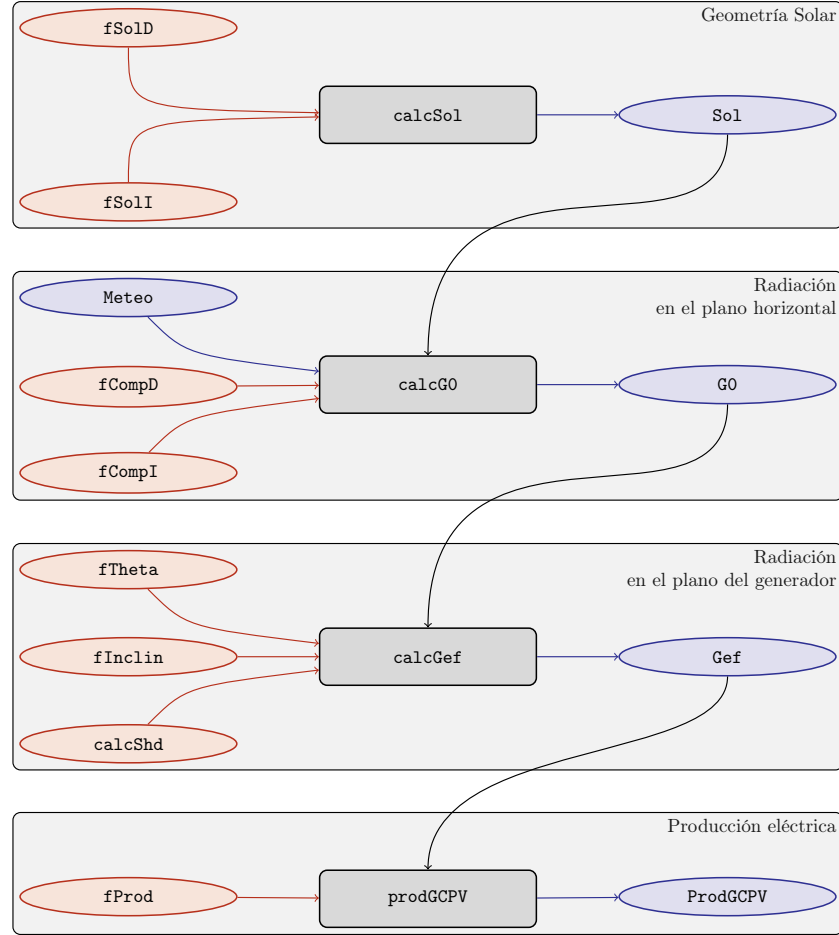 Geometría Solar
fSolD
calcSol
Sol
fSolI
Radiación
en el plano horizontal
Meteo
fCompD
calcG0
G0
fCompI
Radiación
en el plano del generador
fTheta
fInclin
calcGef
Gef
calcShd
Producción eléctrica
fProd
prodGCPV
ProdGCPV